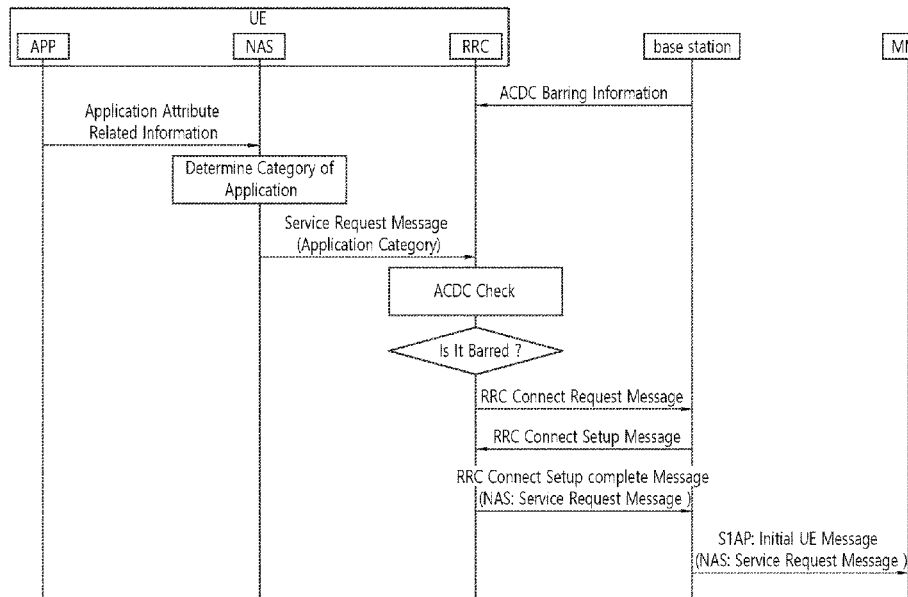 UE
APP
NAS
RRC
base station
ACDC Barring Information
Application Attribute
Related Information
Determine Category of
Application
Service Request Message
(Application Category)
ACDC Check
Is It Barred ?
RRC Connect Request Message
RRC Connect Setup Message
RRC Connect Setup complete Message
(NAS: Service Request Message )
S1AP: Initial UE Message
(NAS: Service Request Message )